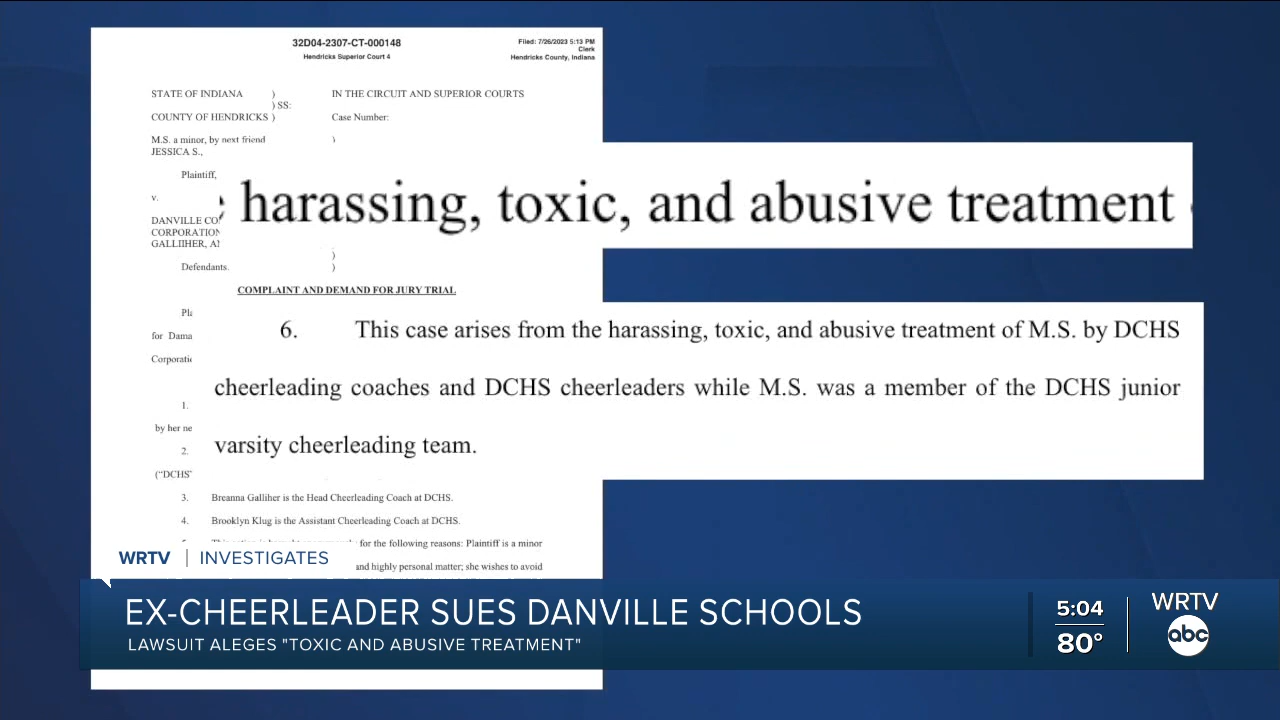 32D04-2307-CT-000148
Hendricks Superior Court 4
Filed: 7/26/2023 5:13 PM
Clerk
Hendricks County, Indiana
STATE OF INDIANA ) IN THE CIRCUIT AND SUPERIOR COURTS
) SS:
COUNTY OF HENDRICKS ) Case Number:
M.S. a minor, by next friend )
JESSICA S.,
Plaintiff,
v.
DANVILLE
CORPORATION
GALLIHER,
)
Defendants. )
harassing, toxic, and abusive treatment
COMPLAINT AND DEMAND FOR JURY TRIAL
for
6. This case arises from the harassing, toxic, and abusive treatment of M.S. by DCHS
cheerleading coaches and DCHS cheerleaders while M.S. was a member of the DCHS junior
varsity cheerleading team.
1.
by her
2.
("DCHS"
3. Breanna Galliher is the Head Cheerleading Coach at DCHS.
4. Brooklyn Klug is the Assistant Cheerleading Coach at DCHS.
for the following reasons: Plaintiff is a minor
and highly personal matter; she wishes to avoid
WRTV | INVESTIGATES
EX-CHEERLEADER SUES DANVILLE SCHOOLS
LAWSUIT ALEGES "TOXIC AND ABUSIVE TREATMENT"
5:04
80°
WRTV
abc